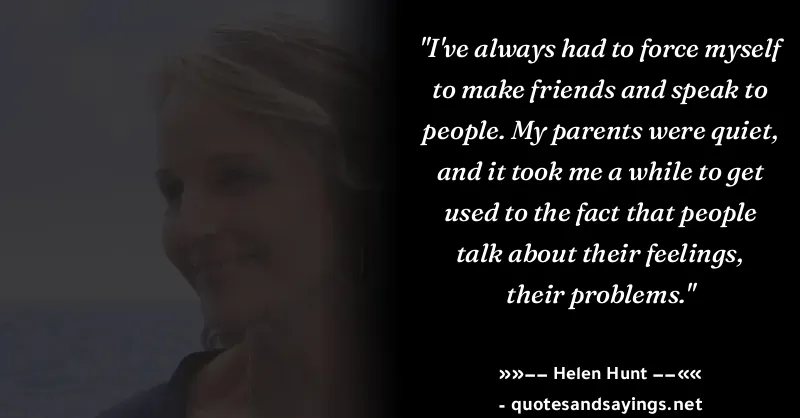 "I've always had to force myself
to make friends and speak to
people. My parents were quiet,
and it took me a while to get
used to the fact that people
talk about their feelings,
their problems."
»»−− Helen Hunt −−««
- quotesandsayings.net